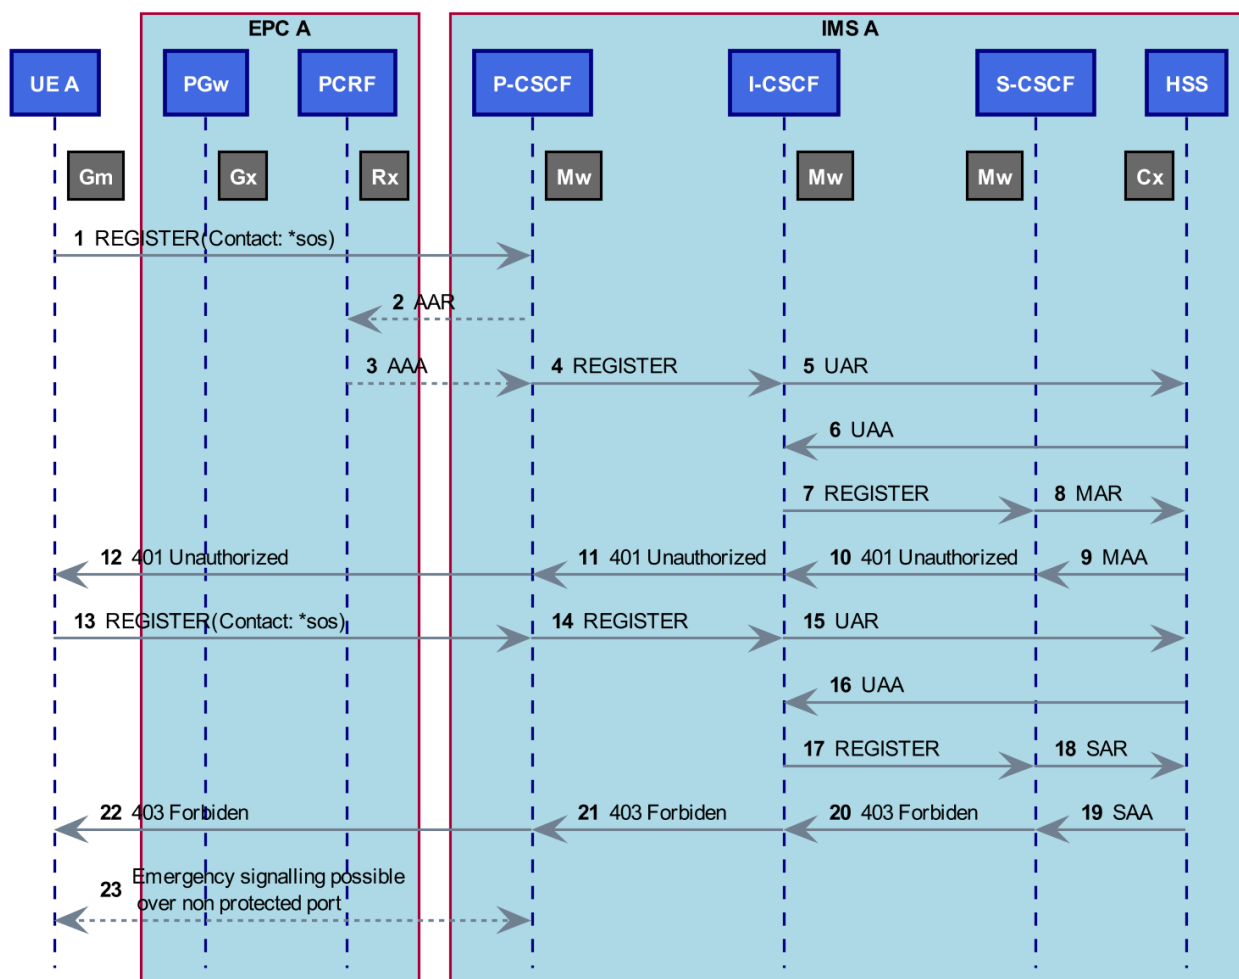 EPC A
IMS A
UE A
PGw
PCRF
P-CSCF
I-CSCF
S-CSCF
HSS
Gm
Gx
Rx
Mw
Mw
Mw
Cx
1 REGISTER(Contact: *sos)
2 AAR
3 AAA
4 REGISTER
5 UAR
6 UAA
7 REGISTER
8 MAR
12 401 Unauthorized
11 401 Unauthorized
10 401 Unauthorized
9 MAA
13 REGISTER(Contact: *sos)
14 REGISTER
15 UAR
16 UAA
17 REGISTER
18 SAR
22 403 Forbiden
21 403 Forbiden
20 403 Forbiden
19 SAA
23 Emergency signalling possible
over non protected port